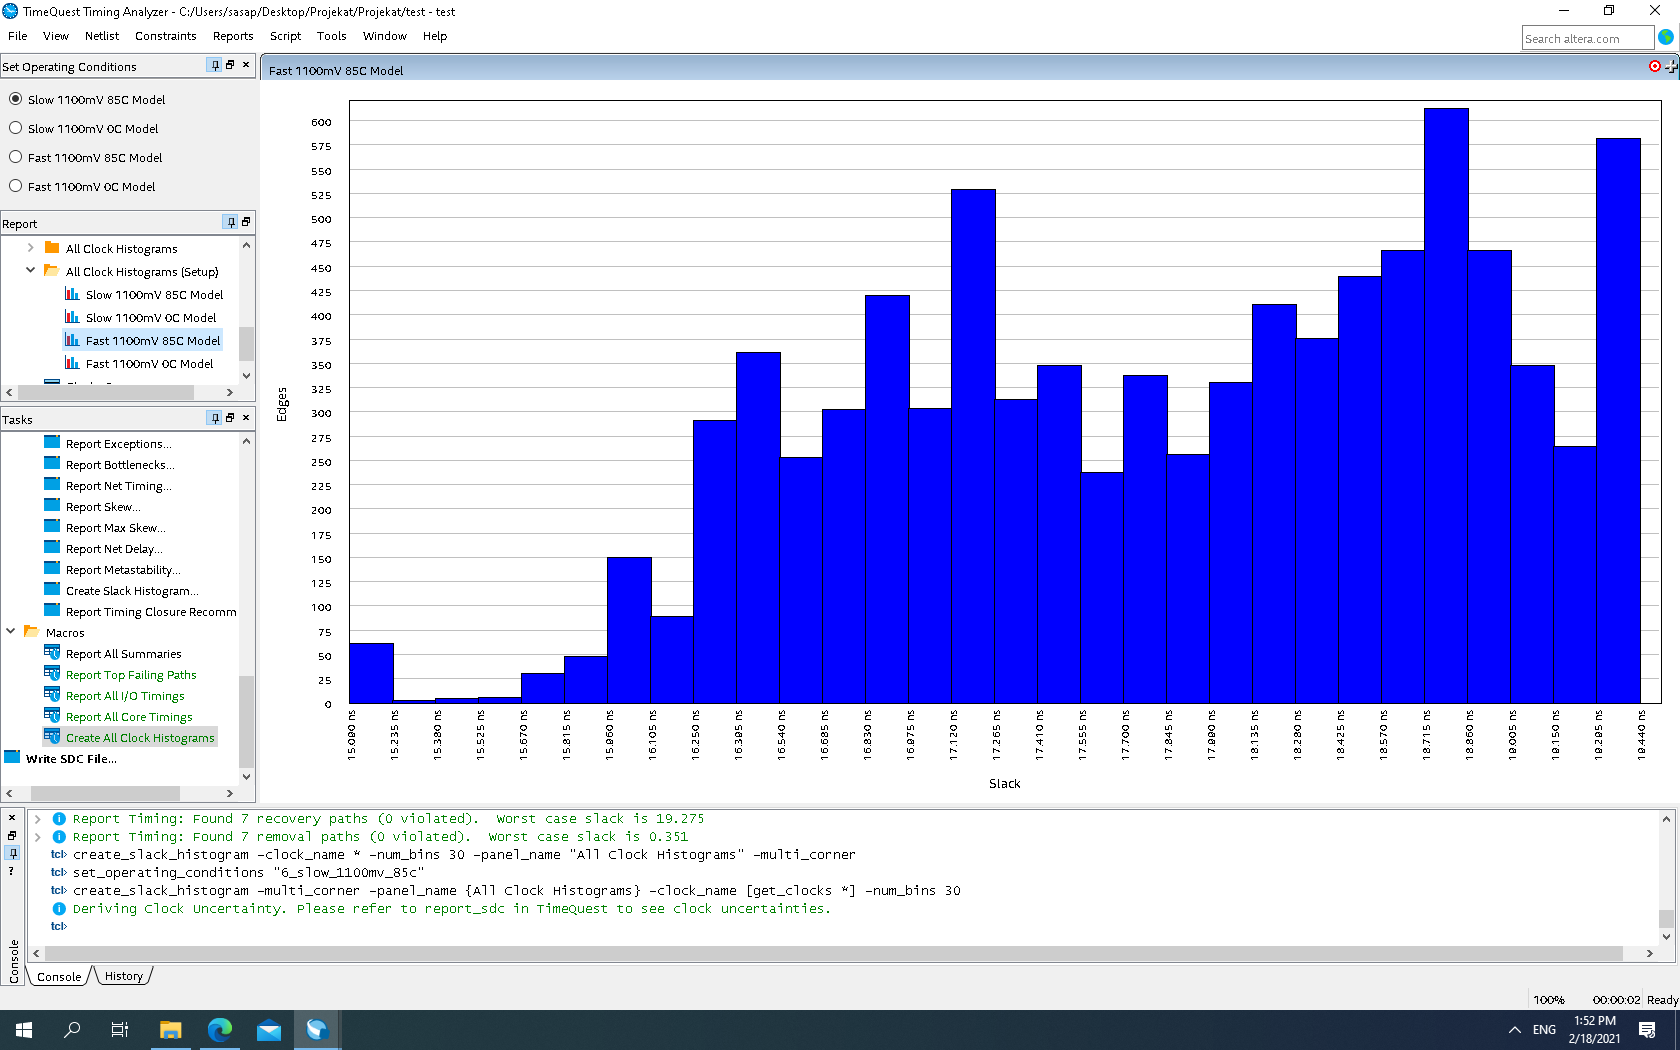 TimeQuest Timing Analyzer - C:/Users/sasap/Desktop/Projekat/Projekat/test - test
File View Netlist Constraints Reports Script Tools Window Help
Search altera.com
Set Operating Conditions
Slow 1100mV 85C Model
Slow 1100mV 0C Model
Fast 1100mV 85C Model
Fast 1100mV 0C Model
Report
All Clock Histograms
All Clock Histograms (Setup)
Slow 1100mV 85C Model
Slow 1100mV 0C Model
Fast 1100mV 85C Model
Fast 1100mV 0C Model
Tasks
Report Exceptions...
Report Bottlenecks...
Report Net Timing...
Report Skew...
Report Max Skew...
Report Net Delay...
Report Metastability...
Create Slack Histogram...
Report Timing Closure Recomm
Macros
Report All Summaries
Report Top Failing Paths
Report All I/O Timings
Report All Core Timings
Create All Clock Histograms
Write SDC File...
Fast 1100mV 85C Model
600
575
550
525
500
475
450
425
400
375
350
325
300
275
250
225
200
175
150
125
100
75
50
25
0
Edges
15.090 ns
15.235 ns
15.380 ns
15.525 ns
15.670 ns
15.815 ns
15.960 ns
16.105 ns
16.250 ns
16.395 ns
16.540 ns
16.685 ns
16.830 ns
16.975 ns
17.120 ns
17.265 ns
17.410 ns
17.555 ns
17.700 ns
17.845 ns
17.990 ns
18.135 ns
18.280 ns
18.425 ns
18.570 ns
18.715 ns
18.860 ns
19.005 ns
19.150 ns
19.295 ns
19.440 ns
Slack
Report Timing: Found 7 recovery paths (0 violated). Worst case slack is 19.275
Report Timing: Found 7 removal paths (0 violated). Worst case slack is 0.351
tcl> create_slack_histogram -clock_name * -num_bins 30 -panel_name "All Clock Histograms" -multi_corner
tcl> set_operating_conditions "6_slow_1100mv_85c"
tcl> create_slack_histogram -multi_corner -panel_name {All Clock Histograms} -clock_name [get_clocks *] -num_bins 30
Deriving Clock Uncertainty. Please refer to report_sdc in TimeQuest to see clock uncertainties.
tcl>
Console
Console History
100% 00:00:02 Ready
ENG
1:52 PM
2/18/2021